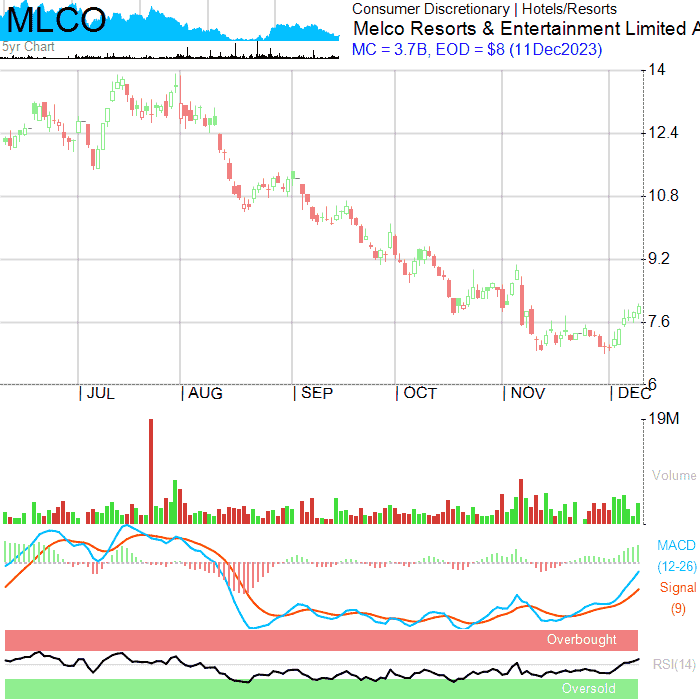 MLCO
5yr Chart
Consumer Discretionary | Hotels/Resorts
Melco Resorts & Entertainment Limited A
MC = 3.7B, EOD = $8 (11Dec2023)
14
12.4
10.8
9.2
7.6
6
| JUL | AUG | SEP | OCT | NOV | DEC
19M
Volume
MACD
(12-26)
Signal
(9)
Overbought
RSI(14)
Oversold